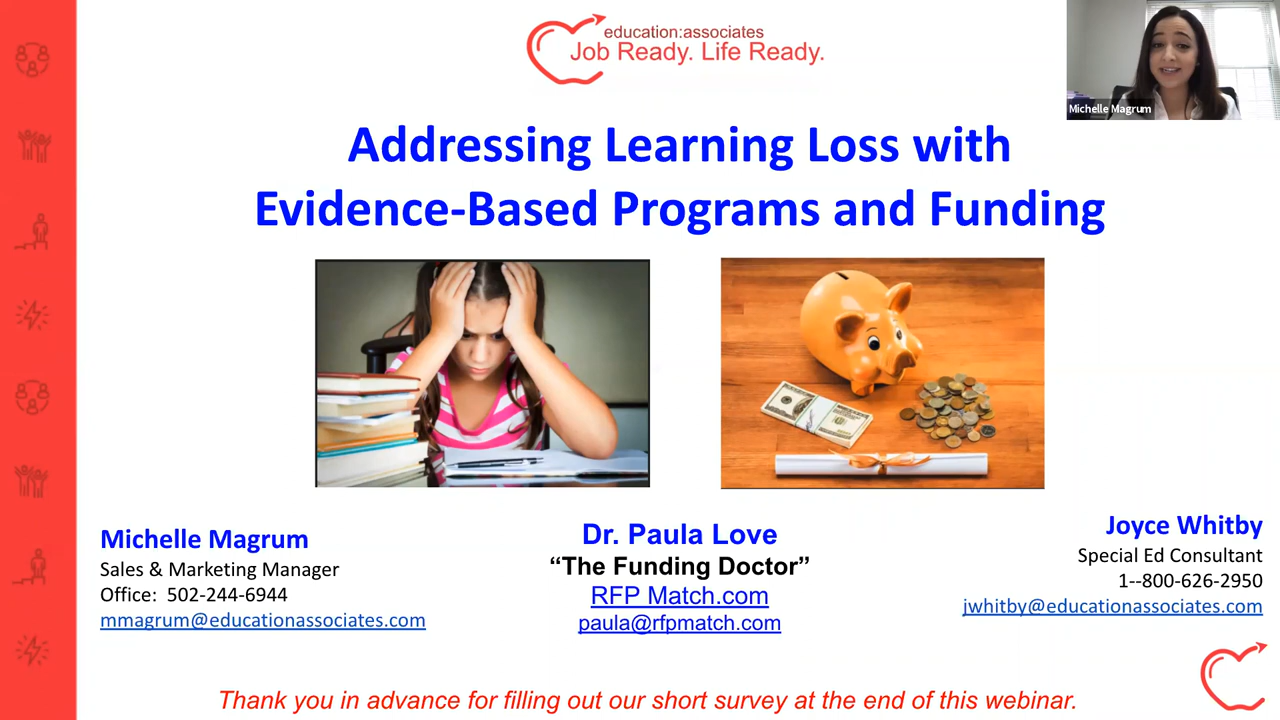 education:associates
Job Ready. Life Ready.
Michelle Magrum
Addressing Learning Loss with
Evidence-Based Programs and Funding
Michelle Magrum
Sales & Marketing Manager
Office: 502-244-6944
mmagrum@educationassociates.com
Dr. Paula Love
“The Funding Doctor”
RFP Match.com
paula@rfpmatch.com
Joyce Whitby
Special Ed Consultant
1--800-626-2950
jwhitby@educationassociates.com
Thank you in advance for filling out our short survey at the end of this webinar.